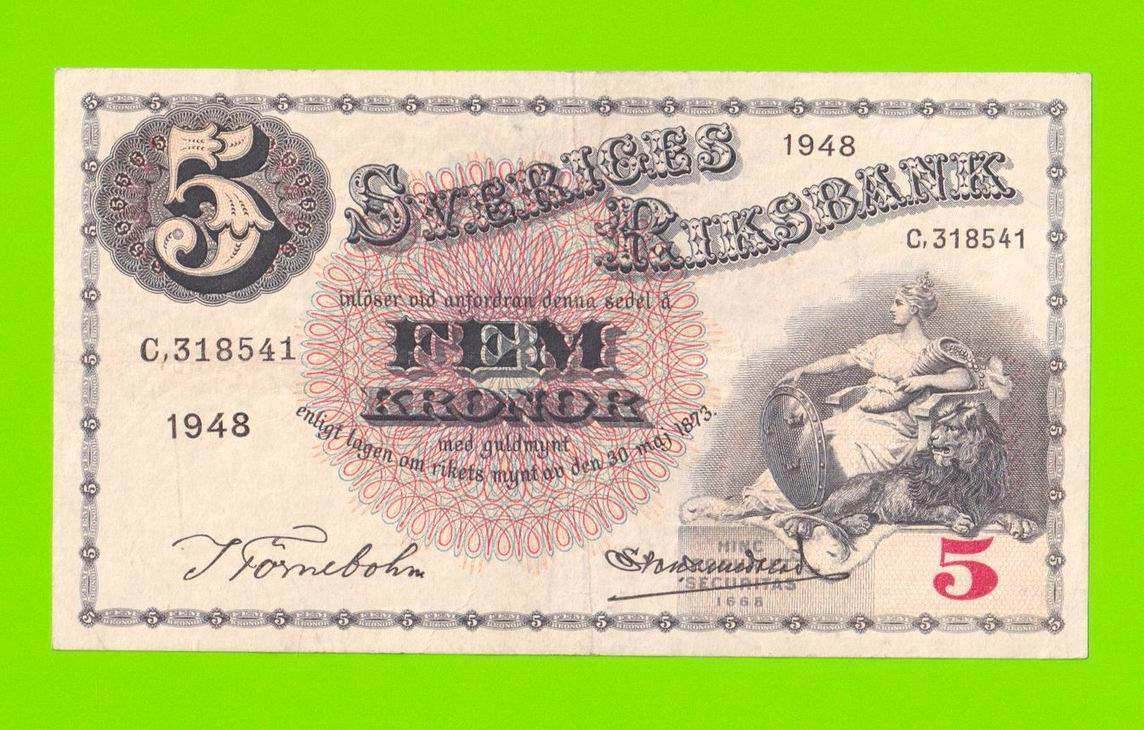 5
SVERIGES
1948
RIKSBANK
C,318541
inlöser vid anfordran denna sedel å
FEM
KRONOR
C,318541
1948
med guldmynt
enligt lagen om rikets mynt av den 30 maj 1873.
J Törnebohm
HINC
SECURITAS
1668
5